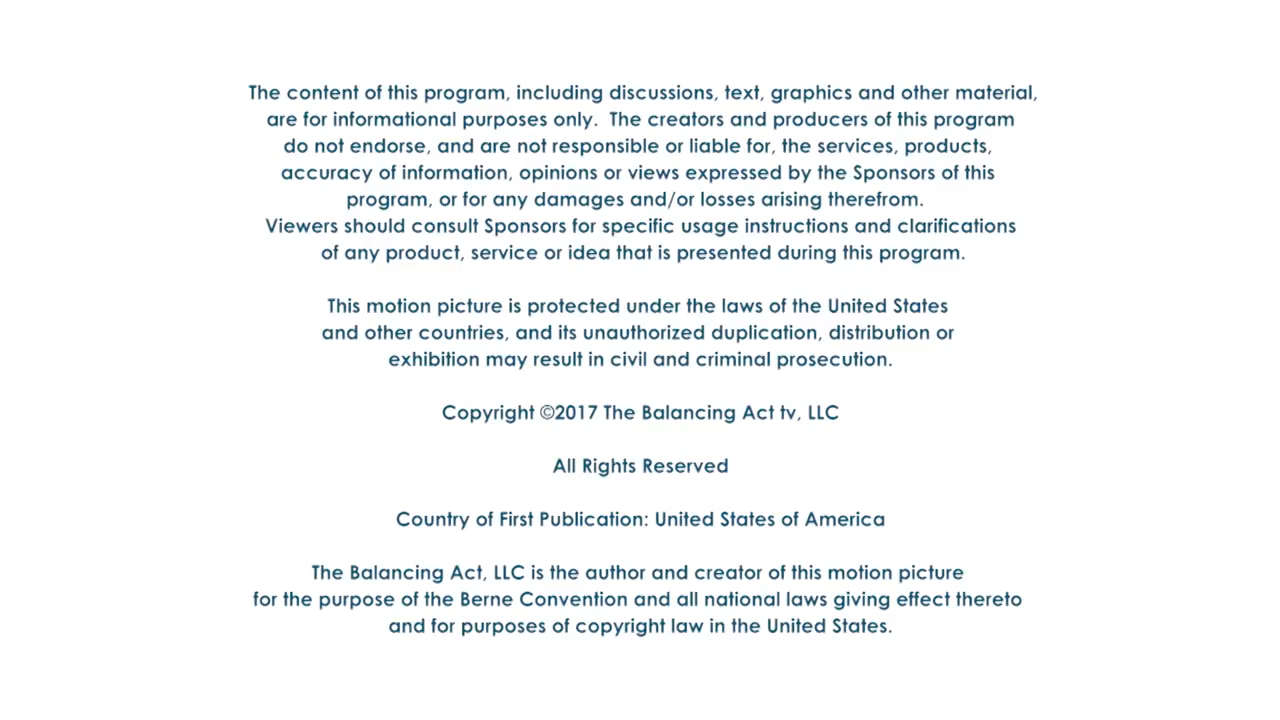 The content of this program, including discussions, text, graphics and other material,
are for informational purposes only.  The creators and producers of this program
do not endorse, and are not responsible or liable for, the services, products,
accuracy of information, opinions or views expressed by the Sponsors of this
program, or for any damages and/or losses arising therefrom.
Viewers should consult Sponsors for specific usage instructions and clarifications
of any product, service or idea that is presented during this program.
This motion picture is protected under the laws of the United States
and other countries, and its unauthorized duplication, distribution or
exhibition may result in civil and criminal prosecution.
Copyright ©2017 The Balancing Act tv, LLC
All Rights Reserved
Country of First Publication: United States of America
The Balancing Act, LLC is the author and creator of this motion picture
for the purpose of the Berne Convention and all national laws giving effect thereto
and for purposes of copyright law in the United States.